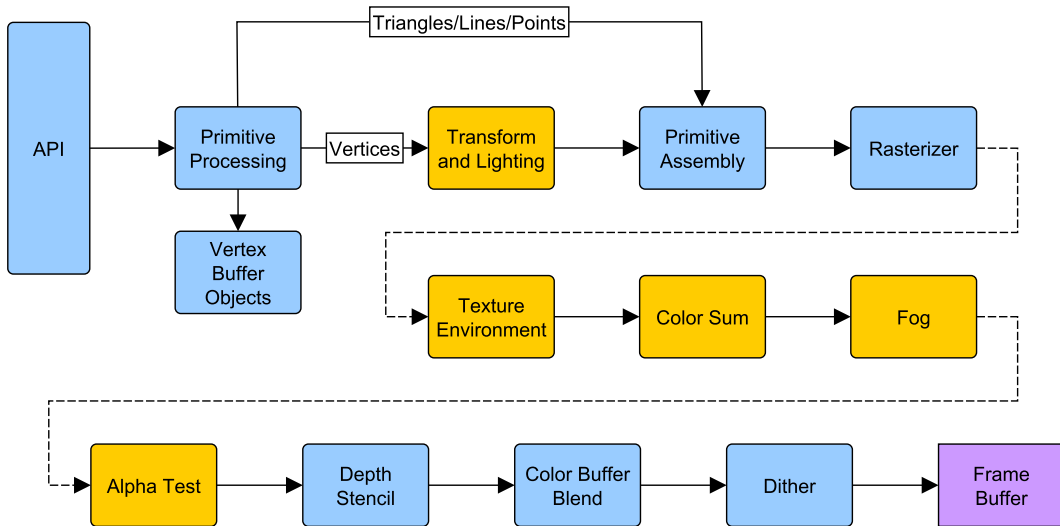 Triangles/Lines/Points
API
Primitive
Processing
Vertices
Transform
and Lighting
Primitive
Assembly
Rasterizer
Vertex
Buffer
Objects
Texture
Environment
Color Sum
Fog
Alpha Test
Depth
Stencil
Color Buffer
Blend
Dither
Frame
Buffer